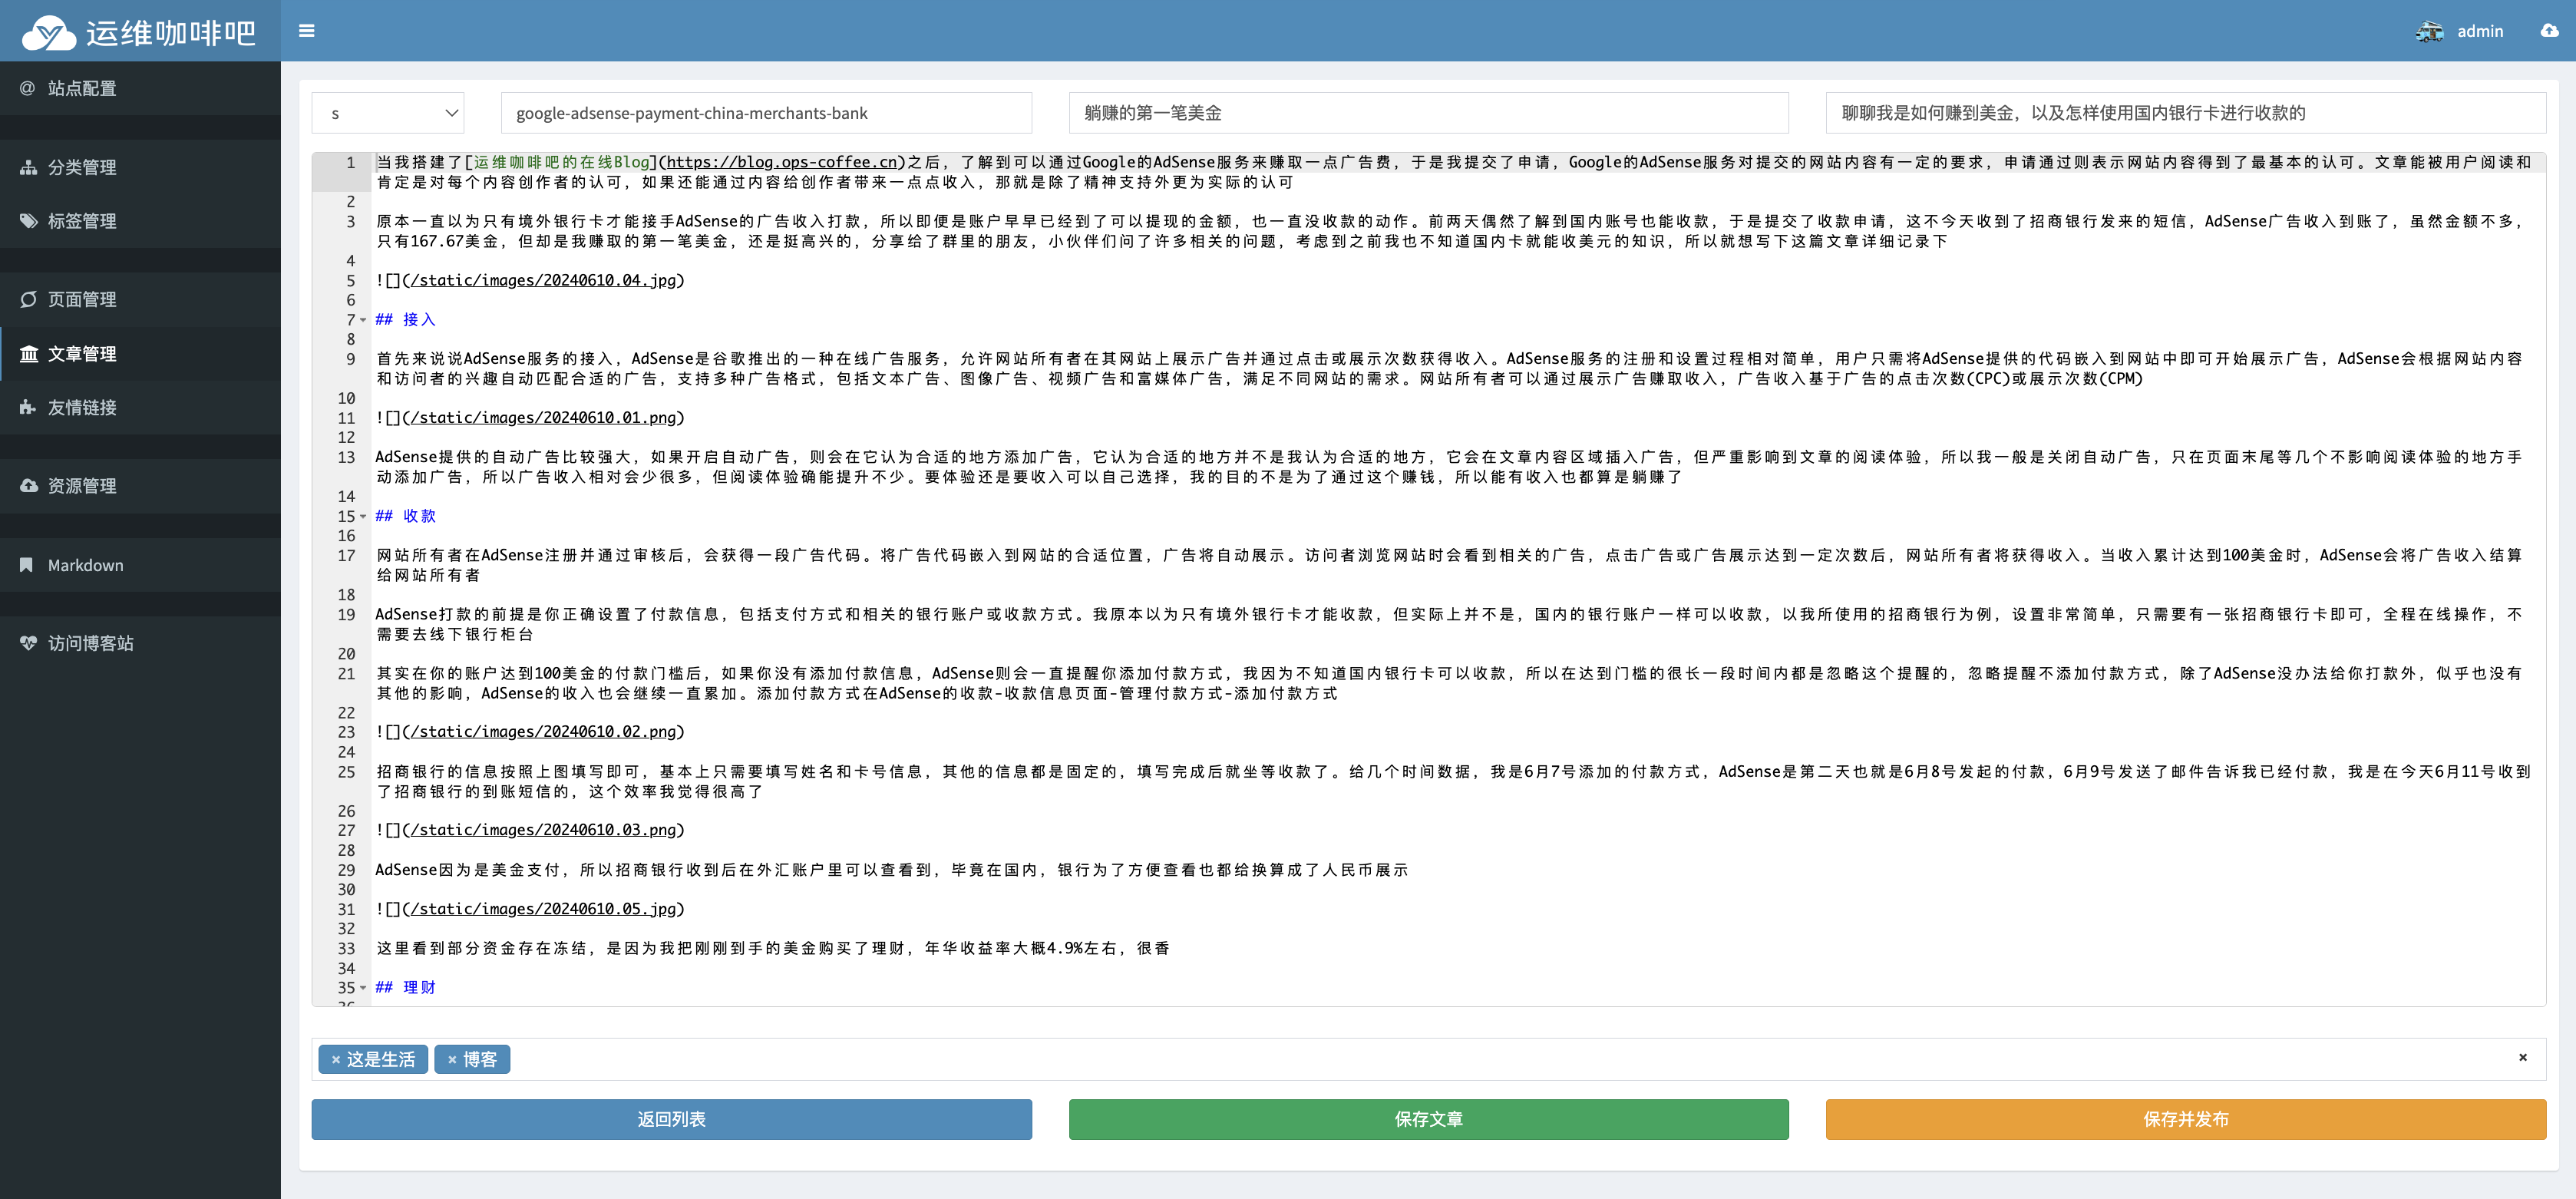 运维咖啡吧
admin
站点配置
分类管理
标签管理
页面管理
文章管理
友情链接
资源管理
Markdown
访问博客站
s
google-adsense-payment-china-merchants-bank
躺赚的第一笔美金
聊聊我是如何赚到美金，以及怎样使用国内银行卡进行收款的
1 当我搭建了[运维咖啡吧的在线Blog](https://blog.ops-coffee.cn)之后，了解到可以通过Google的AdSense服务来赚取一点广告费，于是我提交了申请，Google的AdSense服务对提交的网站内容有一定的要求，申请通过则表示网站内容得到了最基本的认可。文章能被用户阅读和
肯定是对每个内容创作者的认可，如果还能通过内容给创作者带来一点点收入，那就是除了精神支持外更为实际的认可
2
3 原本一直以为只有境外银行卡才能接手AdSense的广告收入打款，所以即便是账户早早已经到了可以提现的金额，也一直没收款的动作。前两天偶然了解到国内账号也能收款，于是提交了收款申请，这不今天收到了招商银行发来的短信，AdSense广告收入到账了，虽然金额不多，
只有167.67美金，但却是我赚取的第一笔美金，还是挺高兴的，分享给了群里的朋友，小伙伴们问了许多相关的问题，考虑到之前我也不知道国内卡就能收美元的知识，所以就想写下这篇文章详细记录下
4
5 ![](/static/images/20240610.04.jpg)
6
7 ## 接入
8
9 首先来说说AdSense服务的接入，AdSense是谷歌推出的一种在线广告服务，允许网站所有者在其网站上展示广告并通过点击或展示次数获得收入。AdSense服务的注册和设置过程相对简单，用户只需将AdSense提供的代码嵌入到网站中即可开始展示广告，AdSense会根据网站内容
和访问者的兴趣自动匹配合适的广告，支持多种广告格式，包括文本广告、图像广告、视频广告和富媒体广告，满足不同网站的需求。网站所有者可以通过展示广告赚取收入，广告收入基于广告的点击次数(CPC)或展示次数(CPM)
10
11 ![](/static/images/20240610.01.png)
12
13 AdSense提供的自动广告比较强大，如果开启自动广告，则会在它认为合适的地方添加广告，它认为合适的地方并不是我认为合适的地方，它会在文章内容区域插入广告，但严重影响到文章的阅读体验，所以我一般是关闭自动广告，只在页面末尾等几个不影响阅读体验的地方手
动添加广告，所以广告收入相对会少很多，但阅读体验确能提升不少。要体验还是要收入可以自己选择，我的目的不是为了通过这个赚钱，所以能有收入也都算是躺赚了
14
15 ## 收款
16
17 网站所有者在AdSense注册并通过审核后，会获得一段广告代码。将广告代码嵌入到网站的合适位置，广告将自动展示。访问者浏览网站时会看到相关的广告，点击广告或广告展示达到一定次数后，网站所有者将获得收入。当收入累计达到100美金时，AdSense会将广告收入结算
给网站所有者
18
19 AdSense打款的前提是你正确设置了付款信息，包括支付方式和相关的银行账户或收款方式。我原本以为只有境外银行卡才能收款，但实际上并不是，国内的银行账户一样可以收款，以我所使用的招商银行为例，设置非常简单，只需要有一张招商银行卡即可，全程在线操作，不
需要去线下银行柜台
20
21 其实在你的账户达到100美金的付款门槛后，如果你没有添加付款信息，AdSense则会一直提醒你添加付款方式，我因为不知道国内银行卡可以收款，所以在达到门槛的很长一段时间内都是忽略这个提醒的，忽略提醒不添加付款方式，除了AdSense没办法给你打款外，似乎也没有
其他的影响，AdSense的收入也会继续一直累加。添加付款方式在AdSense的收款-收款信息页面-管理付款方式-添加付款方式
22
23 ![](/static/images/20240610.02.png)
24
25 招商银行的信息按照上图填写即可，基本上只需要填写姓名和卡号信息，其他的信息都是固定的，填写完成后就坐等收款了。给几个时间数据，我是6月7号添加的付款方式，AdSense是第二天也就是6月8号发起的付款，6月9号发送了邮件告诉我已经付款，我是在今天6月11号收到
了招商银行的到账短信的，这个效率我觉得很高了
26
27 ![](/static/images/20240610.03.png)
28
29 AdSense因为是美金支付，所以招商银行收到后在外汇账户里可以查看到，毕竟在国内，银行为了方便查看也都给换算成了人民币展示
30
31 ![](/static/images/20240610.05.jpg)
32
33 这里看到部分资金存在冻结，是因为我把刚刚到手的美金购买了理财，年华收益率大概4.9%左右，很香
34
35 ## 理财
× 这是生活 × 博客 ×
返回列表
保存文章
保存并发布